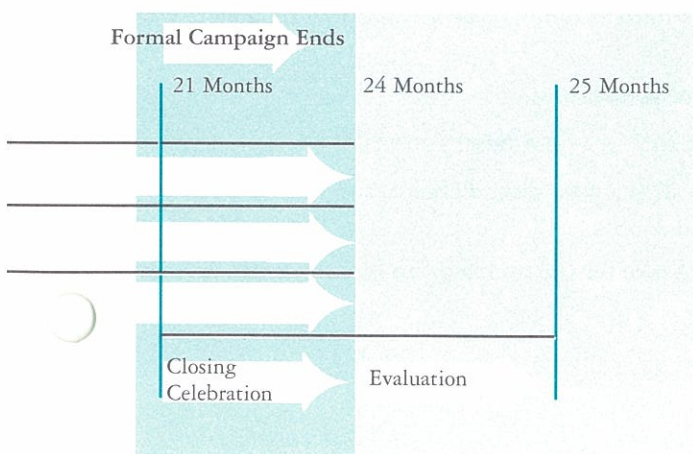 Formal Campaign Ends
21 Months 24 Months 25 Months
Closing
Celebration
Evaluation